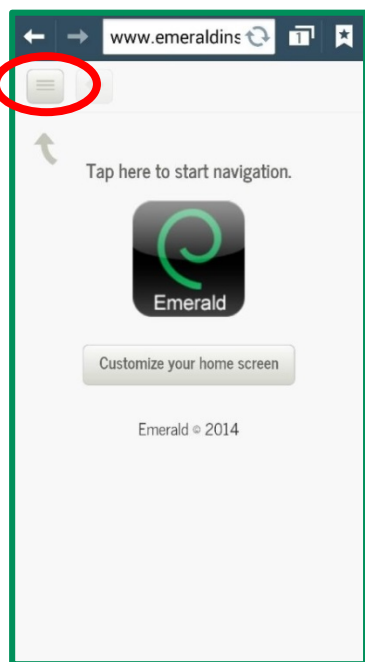 www.emeraldins
1
Tap here to start navigation.
Emerald
Customize your home screen
Emerald © 2014